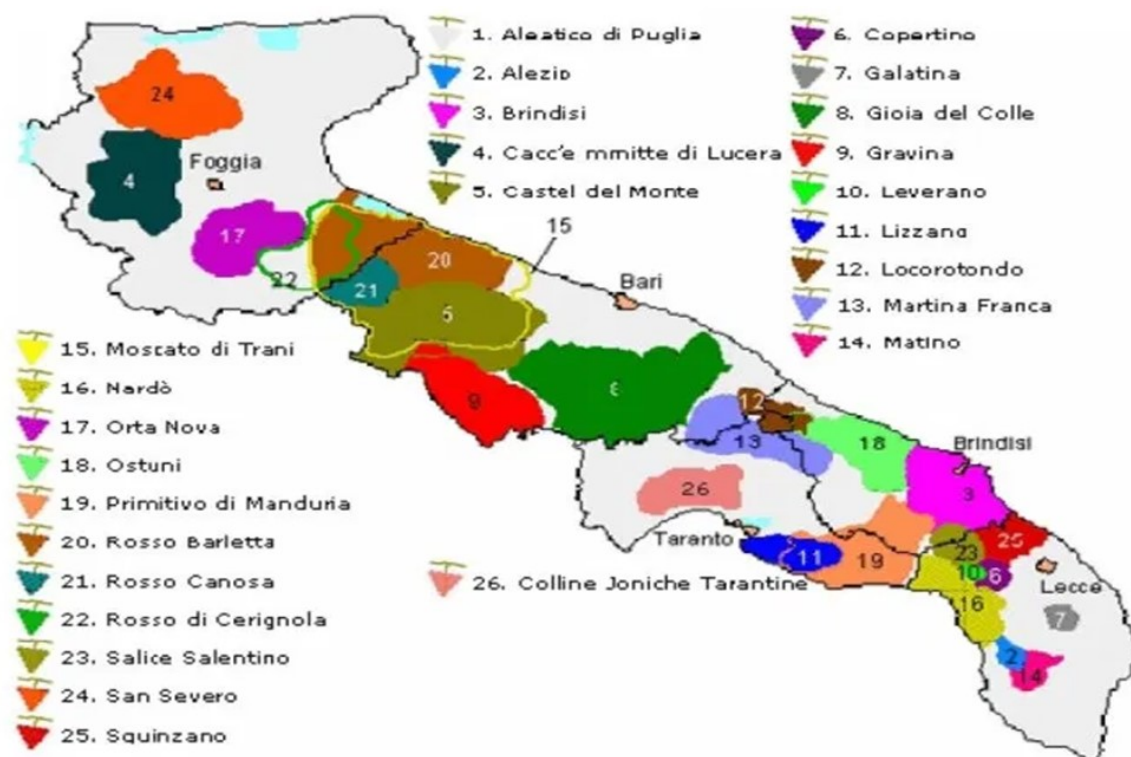 1. Aleatico di Puglia
2. Alezio
3. Brindisi
4. Cacc'e mmitte di Lucera
5. Castel del Monte
6. Copertino
7. Galatina
8. Gioia del Colle
9. Gravina
10. Leverano
11. Lizzano
12. Locorotondo
13. Martina Franca
14. Matino
15. Moscato di Trani
16. Nardò
17. Orta Nova
18. Ostuni
19. Primitivo di Manduria
20. Rosso Barletta
21. Rosso Canosa
22. Rosso di Cerignola
23. Salice Salentino
24. San Severo
25. Squinzano
26. Colline Joniche Tarantine
24
Foggia
4
17
15
20
22
Bari
21
5
8
9
12
13
18
Brindisi
26
3
Taranto
25
11
19
23
Lecce
10
6
16
7
2
14